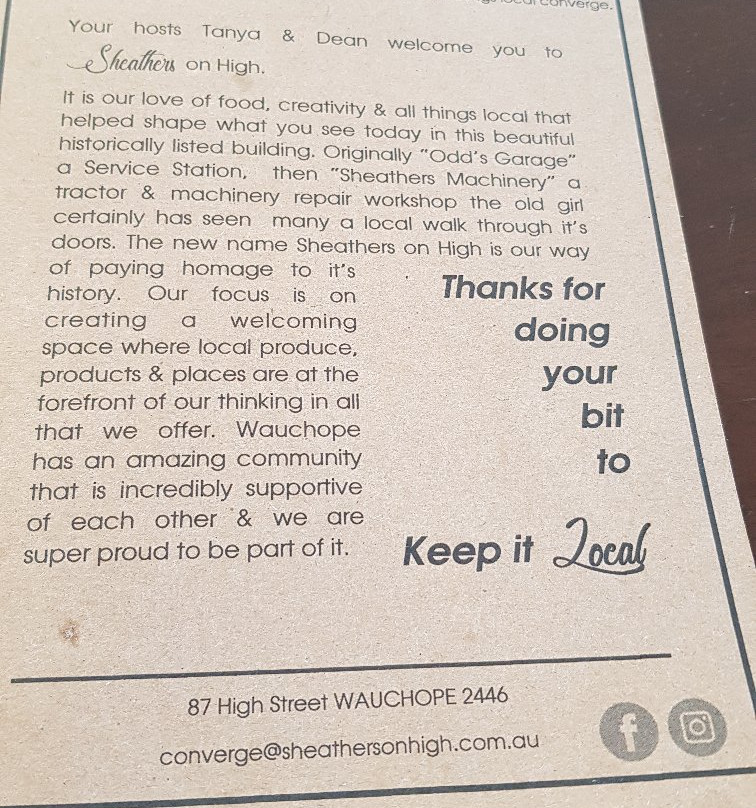 converge.
Your hosts Tanya & Dean welcome you to
Sheathers on High.
It is our love of food, creativity & all things local that
helped shape what you see today in this beautiful
historically listed building. Originally "Odd's Garage"
a Service Station, then "Sheathers Machinery" a
tractor & machinery repair workshop the old girl
certainly has seen many a local walk through it's
doors. The new name Sheathers on High is our way
of paying homage to it's
history. Our focus is on
creating a welcoming
space where local produce,
products & places are at the
forefront of our thinking in all
that we offer. Wauchope
has an amazing community
that is incredibly supportive
of each other & we are
super proud to be part of it.
Thanks for
doing
your
bit
to
Keep it Local
87 High Street WAUCHOPE 2446
converge@sheathersonhigh.com.au